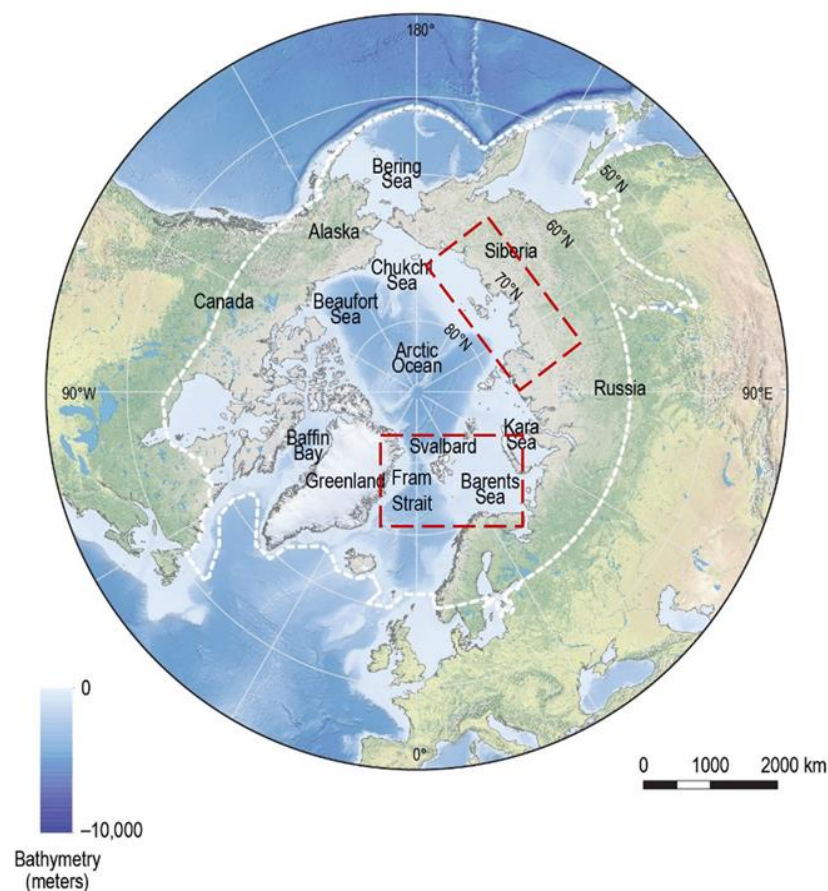 180°
Bering
Sea
50°N
60°N
Alaska
Siberia
Chukchi
Sea
70°N
Canada
Beaufort
Sea
80°N
Arctic
Ocean
90°W
Russia
90°E
Kara
Sea
Baffin
Bay
Svalbard
Greenland
Fram
Strait
Barents
Sea
0°
0
–10,000
Bathymetry
(meters)
0 1000 2000 km